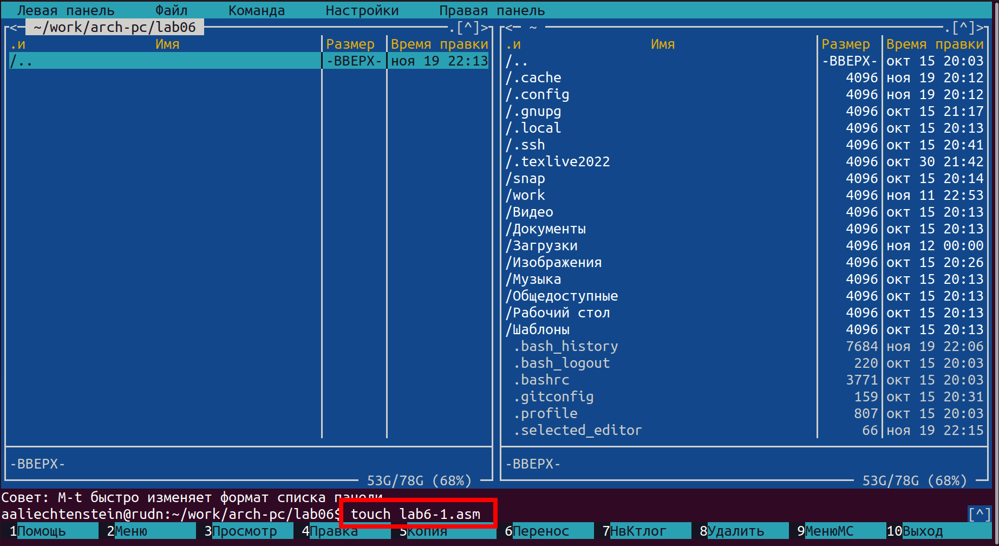 Левая панель Файл Команда Настройки Правая панель
<─ ~/work/arch-pc/lab06 .[^]> <─ ~ .[^]>
.и Имя Размер Время правки .и Имя Размер Время правки
/.. -ВВЕРХ- ноя 19 22:13 /.. -ВВЕРХ- окт 15 20:03
/.cache 4096 ноя 19 20:12
/.config 4096 ноя 19 20:12
/.gnupg 4096 окт 15 21:17
/.local 4096 окт 15 20:13
/.ssh 4096 окт 15 20:41
/.texlive2022 4096 окт 30 21:42
/snap 4096 окт 15 20:14
/work 4096 ноя 11 22:53
/Видео 4096 окт 15 20:13
/Документы 4096 окт 15 20:13
/Загрузки 4096 ноя 12 00:00
/Изображения 4096 окт 15 20:26
/Музыка 4096 окт 15 20:13
/Общедоступные 4096 окт 15 20:13
/Рабочий стол 4096 окт 15 20:13
/Шаблоны 4096 окт 15 20:13
.bash_history 7684 ноя 19 22:06
.bash_logout 220 окт 15 20:03
.bashrc 3771 окт 15 20:03
.gitconfig 159 окт 15 20:31
.profile 807 окт 15 20:03
.selected_editor 66 ноя 19 22:15
-ВВЕРХ- -ВВЕРХ-
53G/78G (68%) 53G/78G (68%)
Совет: M-t быстро изменяет формат списка панели
aaliechtenstein@rudn:~/work/arch-pc/lab06$ touch lab6-1.asm [^]
1Помощь 2Меню 3Просмотр 4Правка 5Копия 6Перенос 7НвКтлог 8Удалить 9МенюМС 10Выход